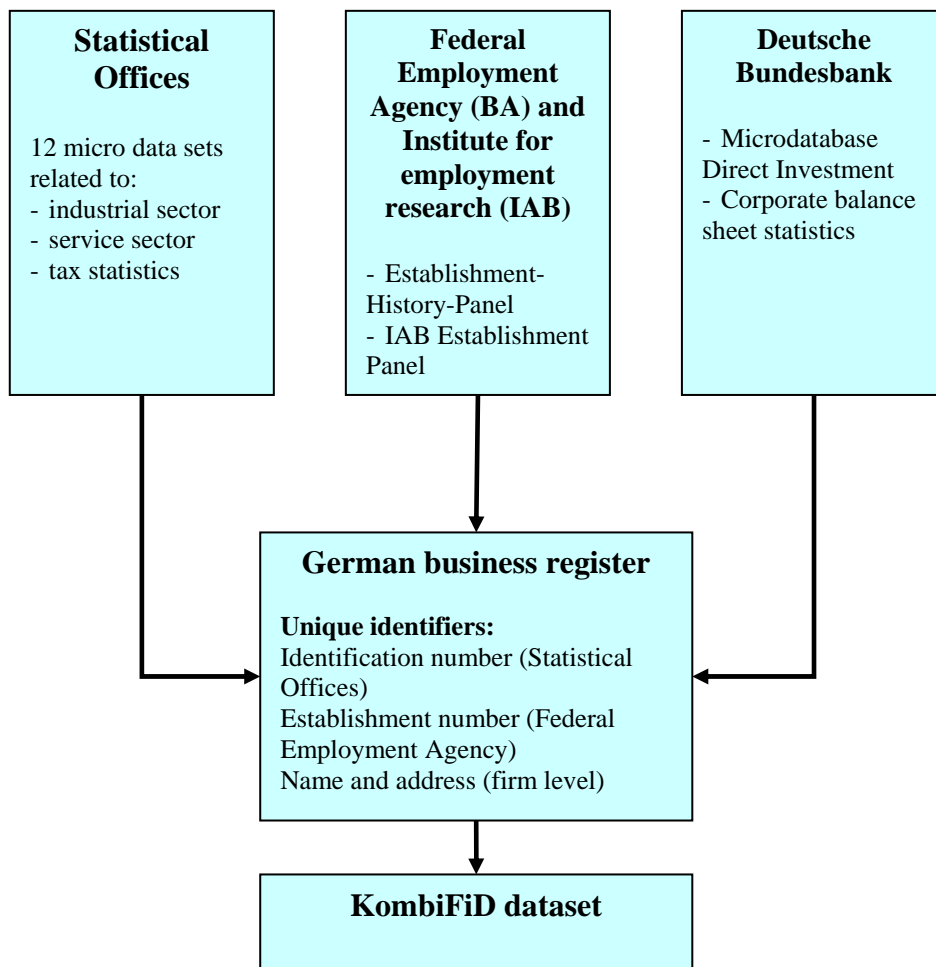 Statistical
Offices
12 micro data sets
related to:
- industrial sector
- service sector
- tax statistics
Federal
Employment
Agency (BA) and
Institute for
employment
research (IAB)
- Establishment-
History-Panel
- IAB Establishment
Panel
Deutsche
Bundesbank
- Microdatabase
Direct Investment
- Corporate balance
sheet statistics
German business register
Unique identifiers:
Identification number (Statistical
Offices)
Establishment number (Federal
Employment Agency)
Name and address (firm level)
KombiFiD dataset